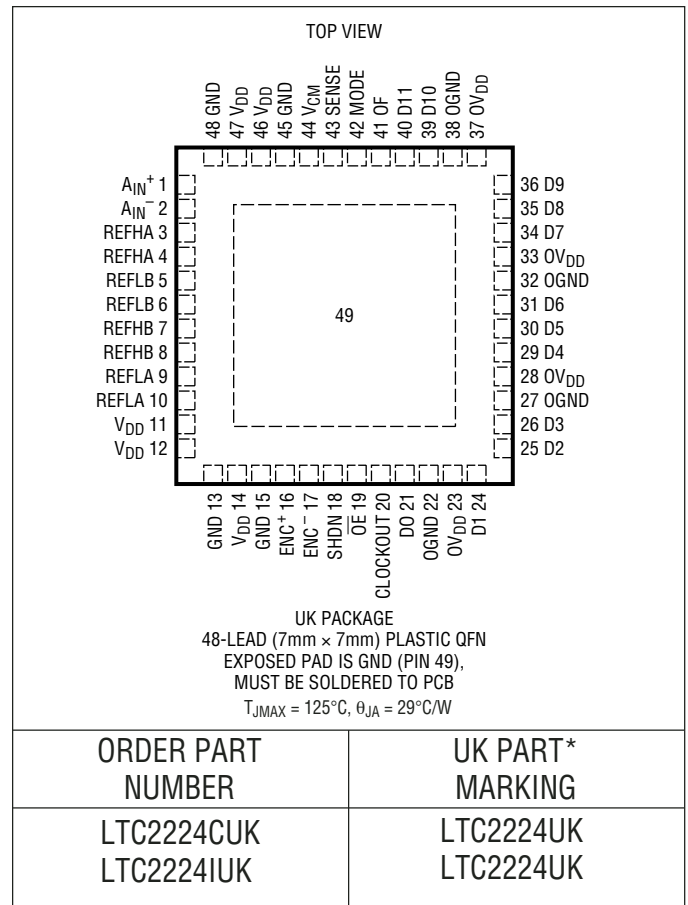 TOP VIEW
48 GND
47 VDD
46 VDD
45 GND
44 VCM
43 SENSE
42 MODE
41 OF
40 D11
39 D10
38 OGND
37 OVDD
AIN+ 1
AIN– 2
REFHA 3
REFHA 4
REFLB 5
REFLB 6
REFHB 7
REFHB 8
REFLA 9
REFLA 10
VDD 11
VDD 12
49
36 D9
35 D8
34 D7
33 OVDD
32 OGND
31 D6
30 D5
29 D4
28 OVDD
27 OGND
26 D3
25 D2
GND 13
VDD 14
GND 15
ENC+ 16
ENC– 17
SHDN 18
O̅E̅ 19
CLOCKOUT 20
DO 21
OGND 22
OVDD 23
D1 24
UK PACKAGE
48-LEAD (7mm × 7mm) PLASTIC QFN
EXPOSED PAD IS GND (PIN 49),
MUST BE SOLDERED TO PCB
TJMAX = 125°C, θJA = 29°C/W
ORDER PART
NUMBER
UK PART*
MARKING
LTC2224CUK
LTC2224IUK
LTC2224UK
LTC2224UK